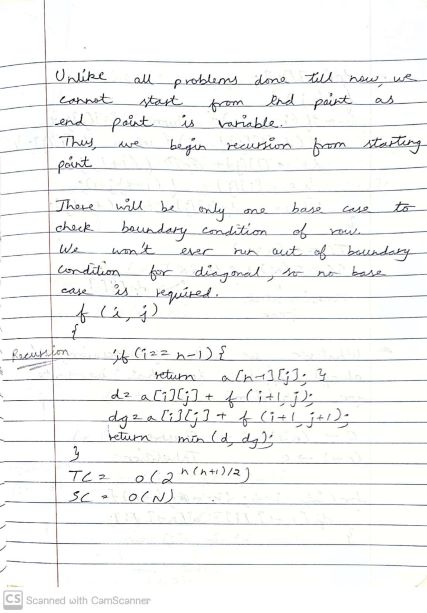 Unlike all problems done till now, we
cannot start from End point as
end point is variable.
Thus, we begin recursion from starting
point
There will be only one base case to
check boundary condition of row.
We won't ever run out of boundary
condition for diagonal, so no base
case is required.
f (i, j)
{
Recursion if (i == n-1) {
return a[n-1][j]; }
d = a[i][j] + f (i+1, j);
dg = a[i][j] + f (i+1, j+1);
return min (d, dg);
}
TC = O(2^n(n+1)/2)
SC = O(N)
CS Scanned with CamScanner